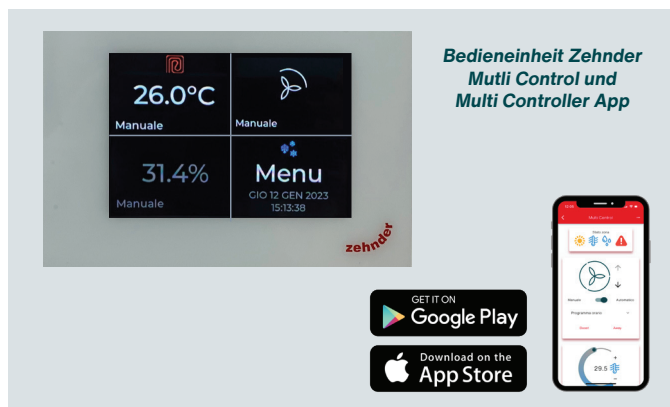 Bedieneinheit Zehnder
Mutli Control und
Multi Controller App
26.0°C
Manuale
Manuale
31.4%
Manuale
Menu
GIO 12 GEN 2023
15:13:38
zehnder
GET IT ON
Google Play
Download on the
App Store
Multi Control
Manuale
Automatico
Programma orario
29.5